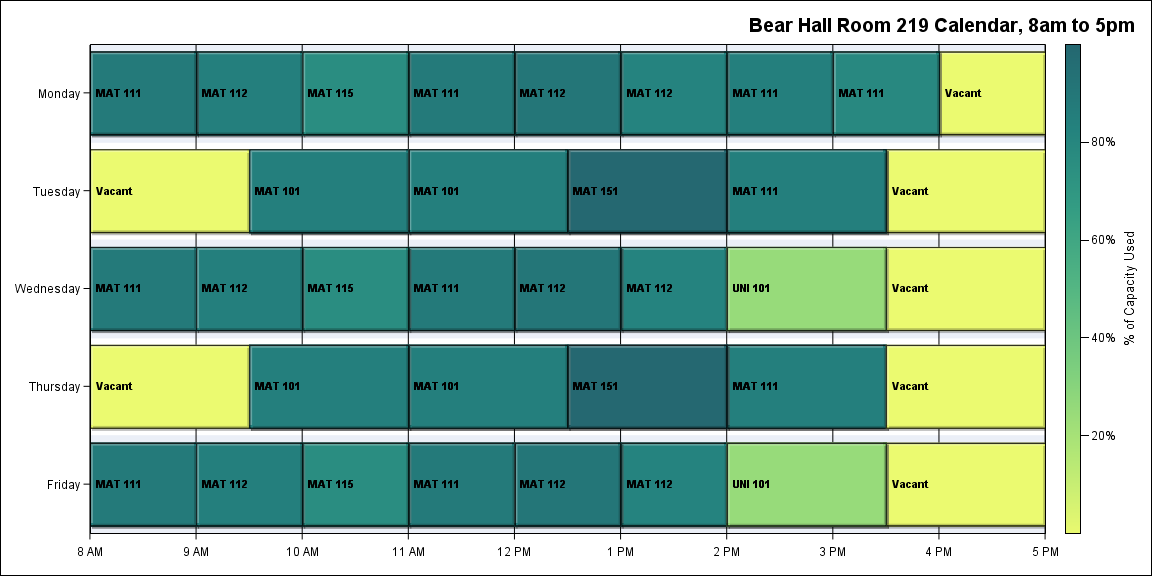 Bear Hall Room 219 Calendar, 8am to 5pm
Monday
MAT 111
MAT 112
MAT 115
MAT 111
MAT 112
MAT 112
MAT 111
MAT 111
Vacant
Tuesday
Vacant
MAT 101
MAT 101
MAT 151
MAT 111
Vacant
Wednesday
MAT 111
MAT 112
MAT 115
MAT 111
MAT 112
MAT 112
UNI 101
Vacant
Thursday
Vacant
MAT 101
MAT 101
MAT 151
MAT 111
Vacant
Friday
MAT 111
MAT 112
MAT 115
MAT 111
MAT 112
MAT 112
UNI 101
Vacant
8 AM
9 AM
10 AM
11 AM
12 PM
1 PM
2 PM
3 PM
4 PM
5 PM
80%
60%
40%
20%
% of Capacity Used